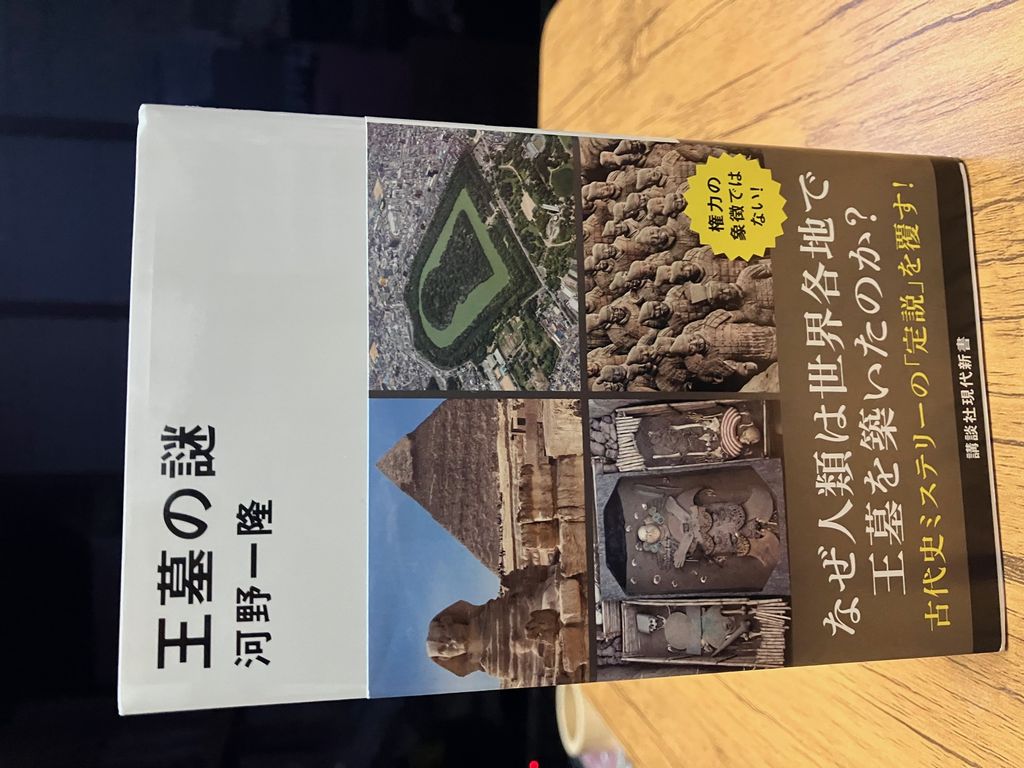 王墓の謎
河野一隆
権力の
象徴では
ない!
なぜ人類は世界各地で
王墓を築いたのか?
古代史ミステリーの「定説」を覆す!
講談社現代新書